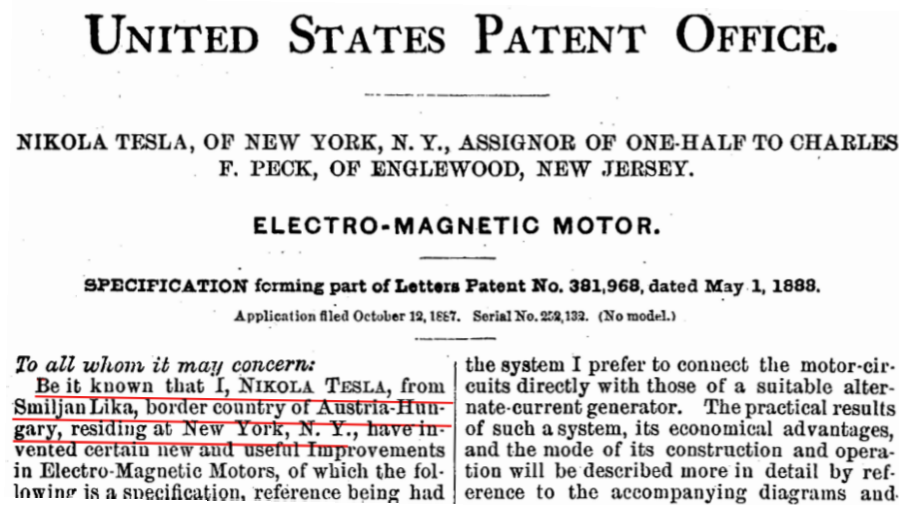 UNITED STATES PATENT OFFICE.
NIKOLA TESLA, OF NEW YORK, N. Y., ASSIGNOR OF ONE-HALF TO CHARLES
F. PECK, OF ENGLEWOOD, NEW JERSEY.
ELECTRO-MAGNETIC MOTOR.
SPECIFICATION forming part of Letters Patent No. 381,968, dated May 1, 1888.
Application filed October 12, 1887. Serial No. 252,132. (No model.)
To all whom it may concern:
Be it known that I, NIKOLA TESLA, from
Smiljan Lika, border country of Austria-Hun-
gary, residing at New York, N. Y., have in-
vented certain new and useful Improvements
in Electro-Magnetic Motors, of which the fol-
lowing is a specification, reference being had
the system I prefer to connect the motor-cir-
cuits directly with those of a suitable alter-
nate-current generator. The practical results
of such a system, its economical advantages,
and the mode of its construction and opera-
tion will be described more in detail by ref-
erence to the accompanying diagrams and